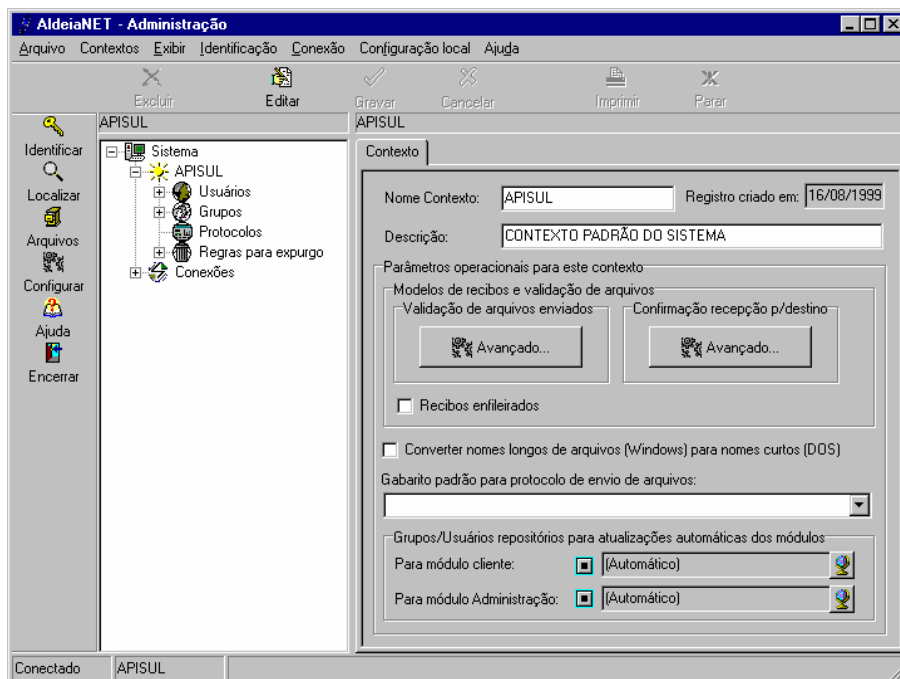 AldeiaNET - Administração
Arquivo Contextos Exibir Identificação Conexão Configuração local Ajuda
Excluir Editar Gravar Cancelar Imprimir Parar
APISUL APISUL
Identificar
Localizar
Arquivos
Configurar
Ajuda
Encerrar
Sistema
APISUL
Usuários
Grupos
Protocolos
Regras para expurgo
Conexões
Contexto
Nome Contexto: APISUL Registro criado em: 16/08/1999
Descrição: CONTEXTO PADRÃO DO SISTEMA
Parâmetros operacionais para este contexto
Modelos de recibos e validação de arquivos
Validação de arquivos enviados Confirmação recepção p/destino
Avançado... Avançado...
Recibos enfileirados
Converter nomes longos de arquivos (Windows) para nomes curtos (DOS)
Gabarito padrão para protocolo de envio de arquivos:
Grupos/Usuários repositórios para atualizações automáticas dos módulos
Para módulo cliente: (Automático)
Para módulo Administração: (Automático)
Conectado APISUL